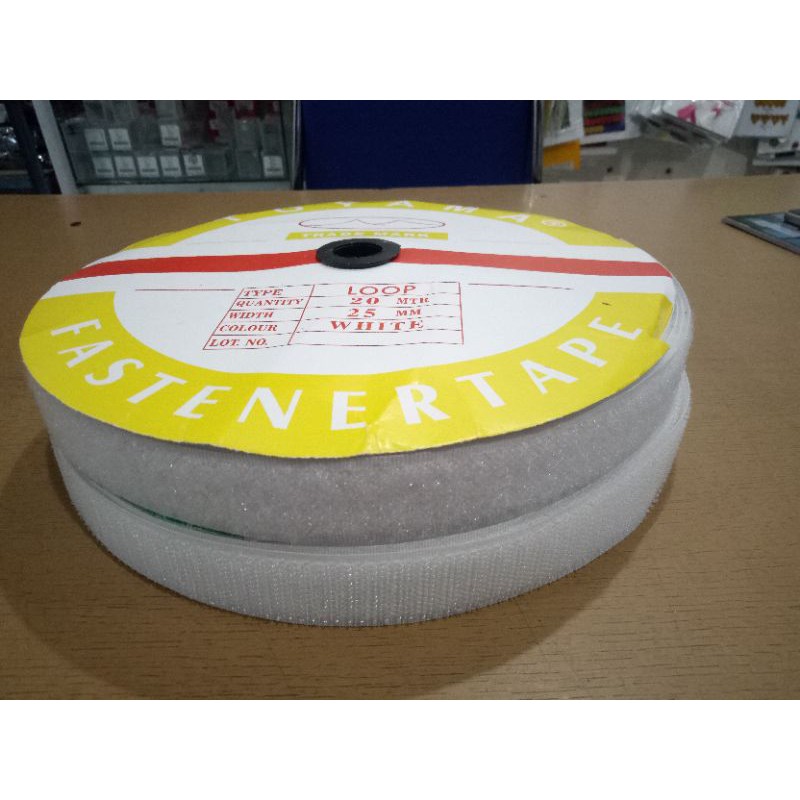 TOYAMA®
TRADE MARK
TYPE LOOP
QUANTITY 20 MTR
WIDTH 25 MM
COLOUR WHITE
LOT. NO.
FASTENERTAPE